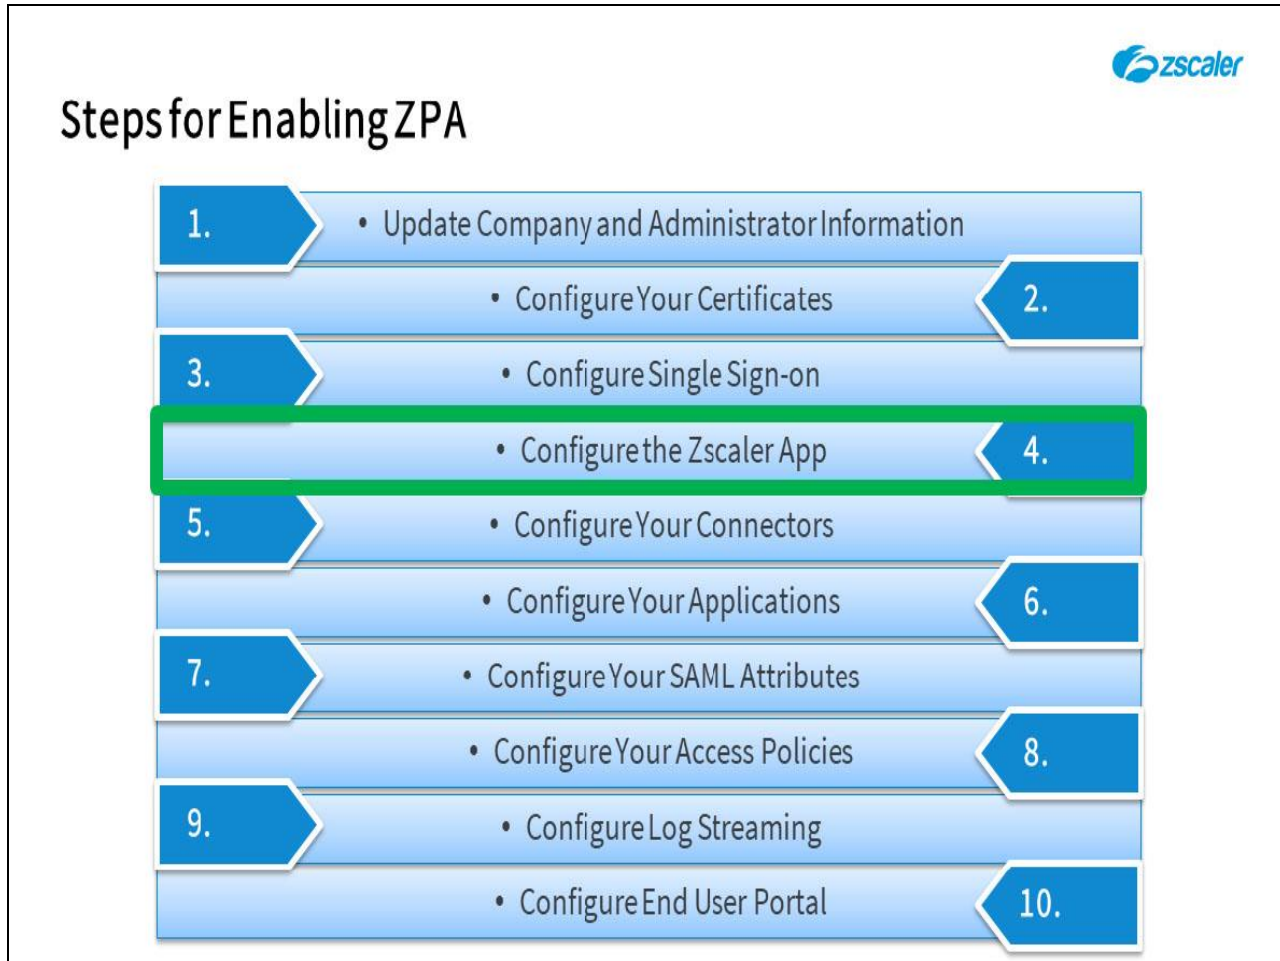 zscaler
Steps for Enabling ZPA
1. • Update Company and Administrator Information
• Configure Your Certificates 2.
3. • Configure Single Sign-on
• Configure the Zscaler App 4.
5. • Configure Your Connectors
• Configure Your Applications 6.
7. • Configure Your SAML Attributes
• Configure Your Access Policies 8.
9. • Configure Log Streaming
• Configure End User Portal 10.